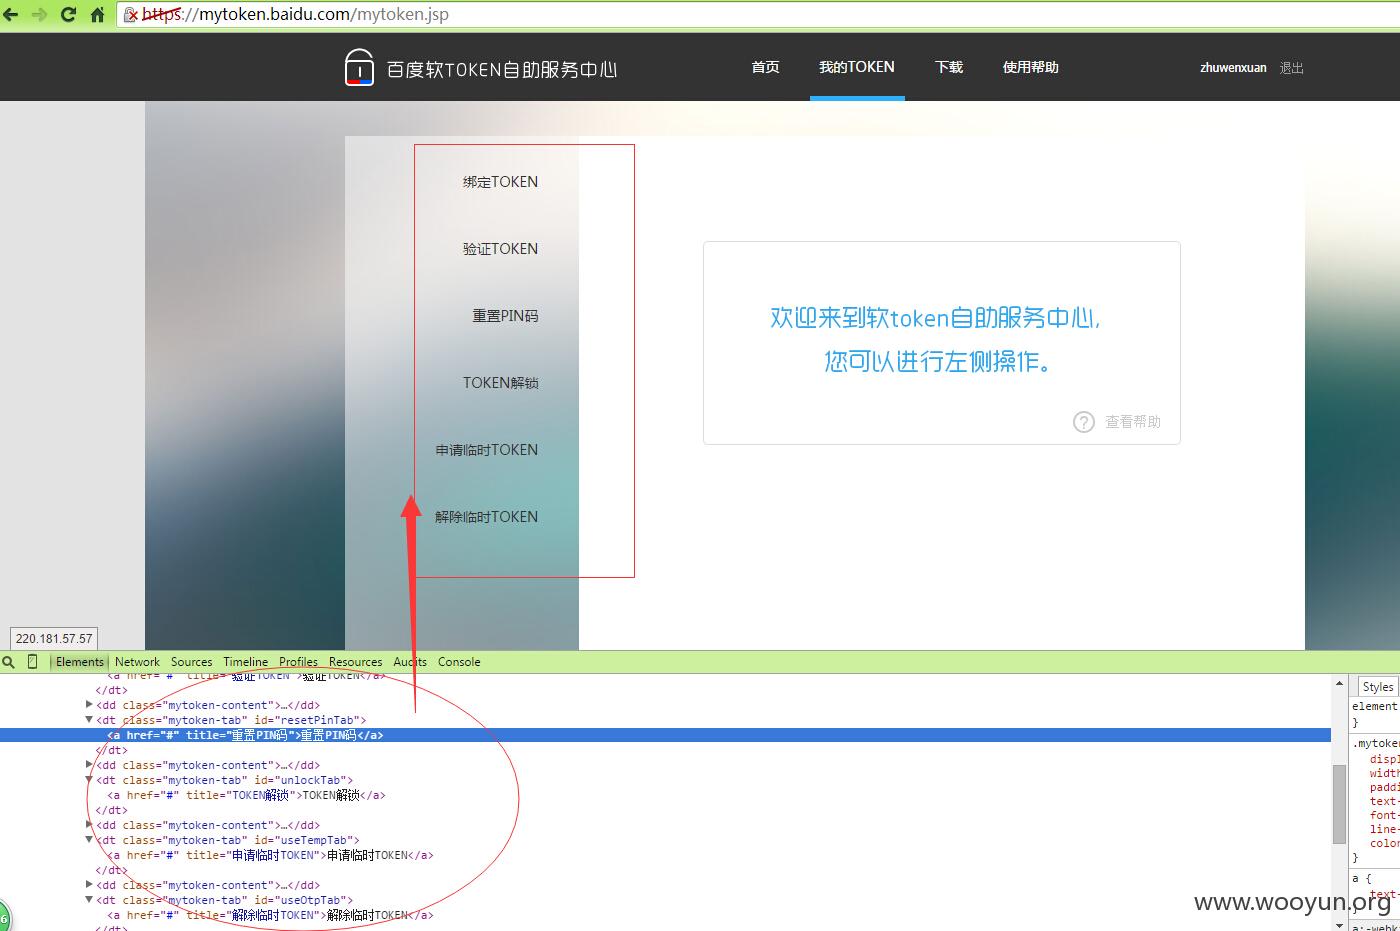 https://mytoken.baidu.com/mytoken.jsp
百度软TOKEN自助服务中心
首页
我的TOKEN
下载
使用帮助
zhuwenxuan
退出
绑定TOKEN
验证TOKEN
重置PIN码
TOKEN解锁
申请临时TOKEN
解除临时TOKEN
欢迎来到软token自助服务中心,
您可以进行左侧操作。
? 查看帮助
220.181.57.57
Elements Network Sources Timeline Profiles Resources Audits Console
<a href="#" title="验证TOKEN">验证TOKEN</a>
</dt>
<dd class="mytoken-content">…</dd>
<dt class="mytoken-tab" id="resetPinTab">
<a href="#" title="重置PIN码">重置PIN码</a>
</dt>
<dd class="mytoken-content">…</dd>
<dt class="mytoken-tab" id="unlockTab">
<a href="#" title="TOKEN解锁">TOKEN解锁</a>
</dt>
<dd class="mytoken-content">…</dd>
<dt class="mytoken-tab" id="useTempTab">
<a href="#" title="申请临时TOKEN">申请临时TOKEN</a>
</dt>
<dd class="mytoken-content">…</dd>
<dt class="mytoken-tab" id="useOtpTab">
<a href="#" title="解除临时TOKEN">解除临时TOKEN</a>
</dt>
Styles
element
}
.mytoken
displ
width
paddi
text-
font-
line-
color
}
a {
text-
}
a:-webk
6
www.wooyun.org